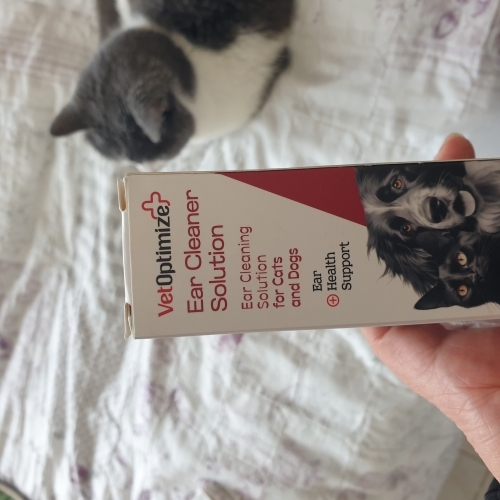 VetOptimize
Ear Cleaner
Solution
Ear Cleaning
Solution
for Cats
and Dogs
Ear
Health
Support